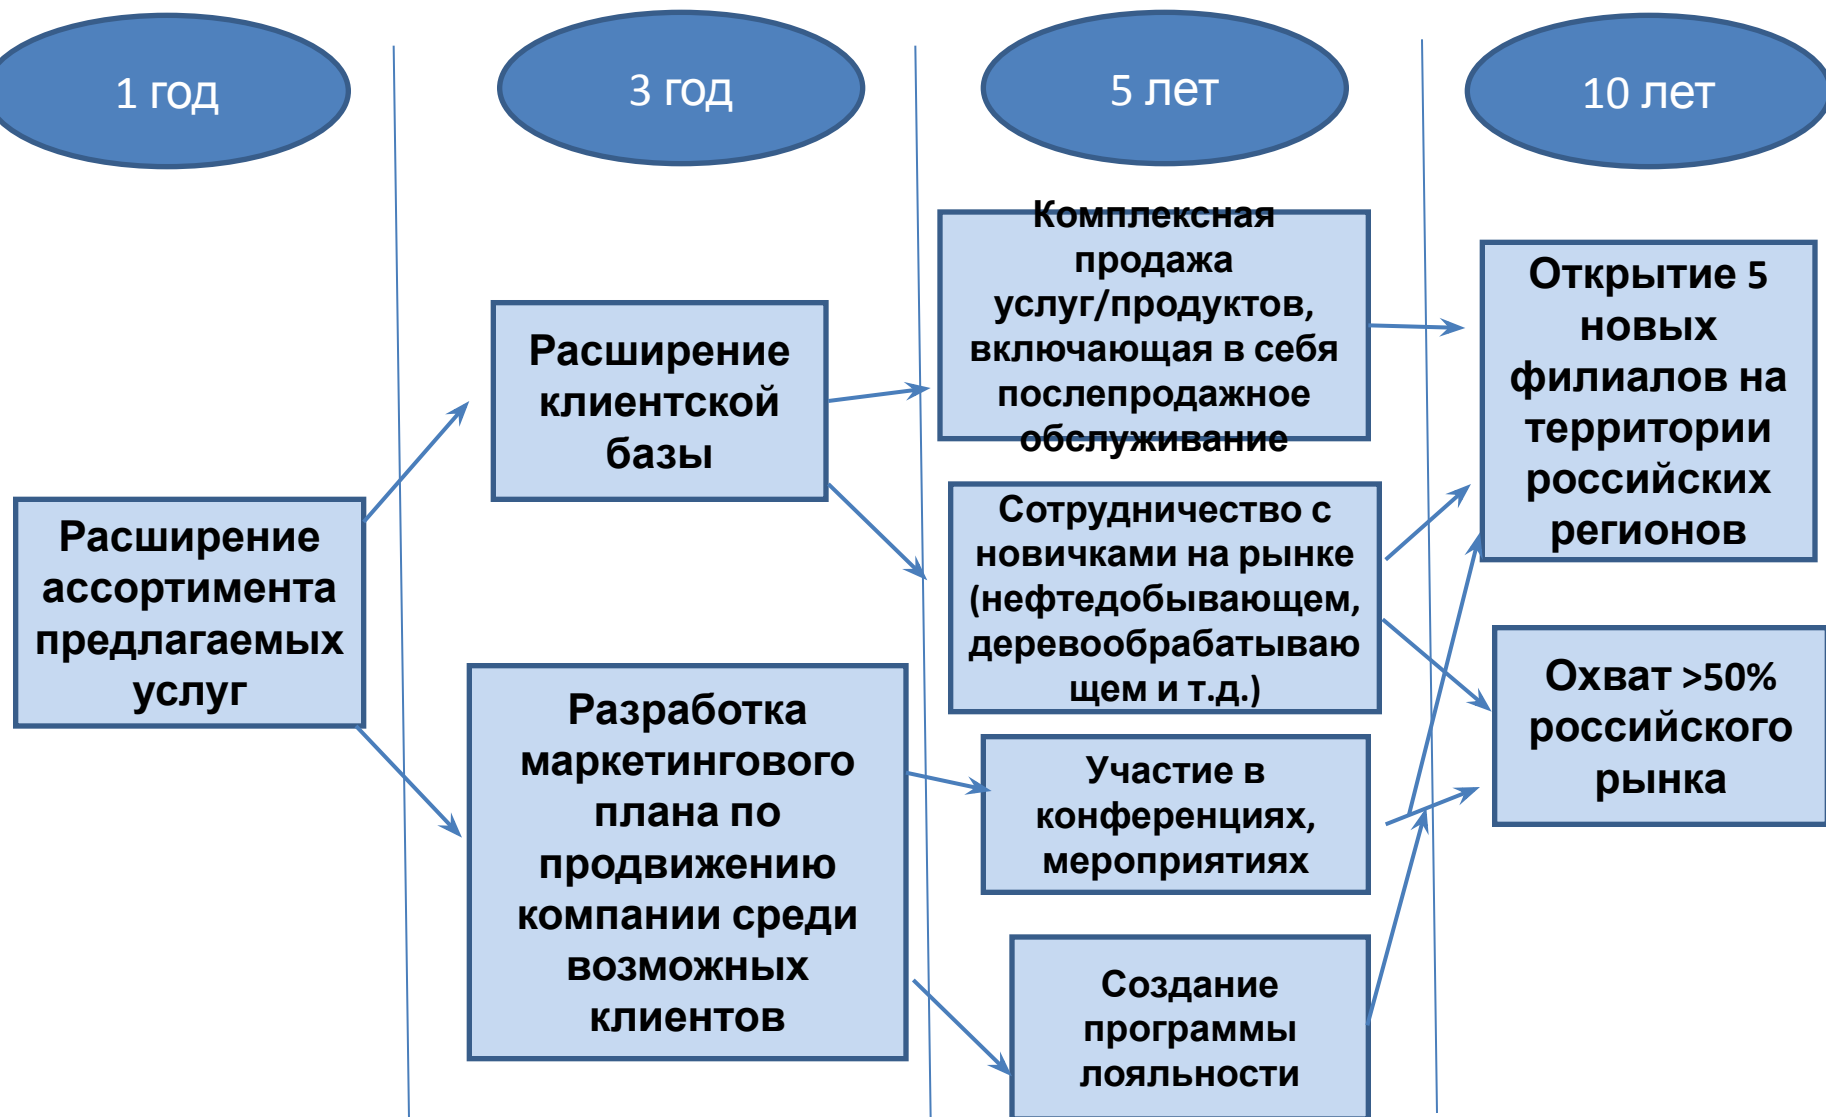 1 год
3 год
5 лет
10 лет
Расширение
ассортимента
предлагаемых
услуг
Расширение
клиентской
базы
Разработка
маркетингового
плана по
продвижению
компании среди
возможных
клиентов
Комплексная
продажа
услуг/продуктов,
включающая в себя
послепродажное
обслуживание
Сотрудничество с
новичками на рынке
(нефтедобывающем,
деревообрабатываю
щем и т.д.)
Участие в
конференциях,
мероприятиях
Создание
программы
лояльности
Открытие 5
новых
филиалов на
территории
российских
регионов
Охват >50%
российского
рынка